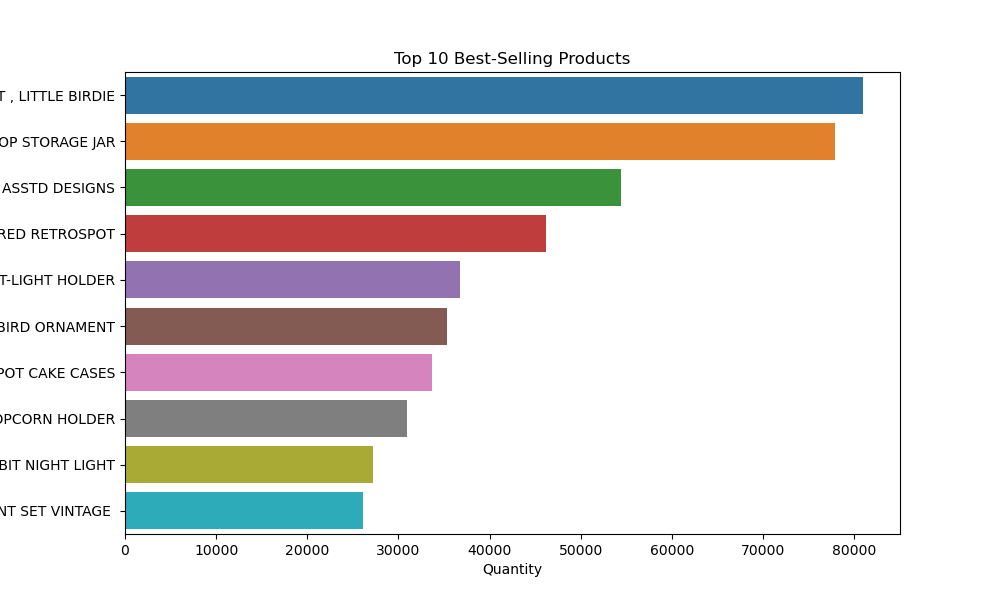 Top 10 Best-Selling Products
T , LITTLE BIRDIE
OP STORAGE JAR
ASSTD DESIGNS
RED RETROSPOT
T-LIGHT HOLDER
BIRD ORNAMENT
POT CAKE CASES
OPCORN HOLDER
BIT NIGHT LIGHT
NT SET VINTAGE
0 10000 20000 30000 40000 50000 60000 70000 80000
Quantity